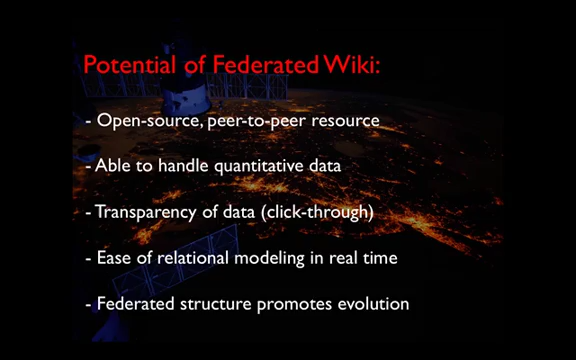 Potential of Federated Wiki:
- Open-source, peer-to-peer resource
- Able to handle quantitative data
- Transparency of data (click-through)
- Ease of relational modeling in real time
- Federated structure promotes evolution